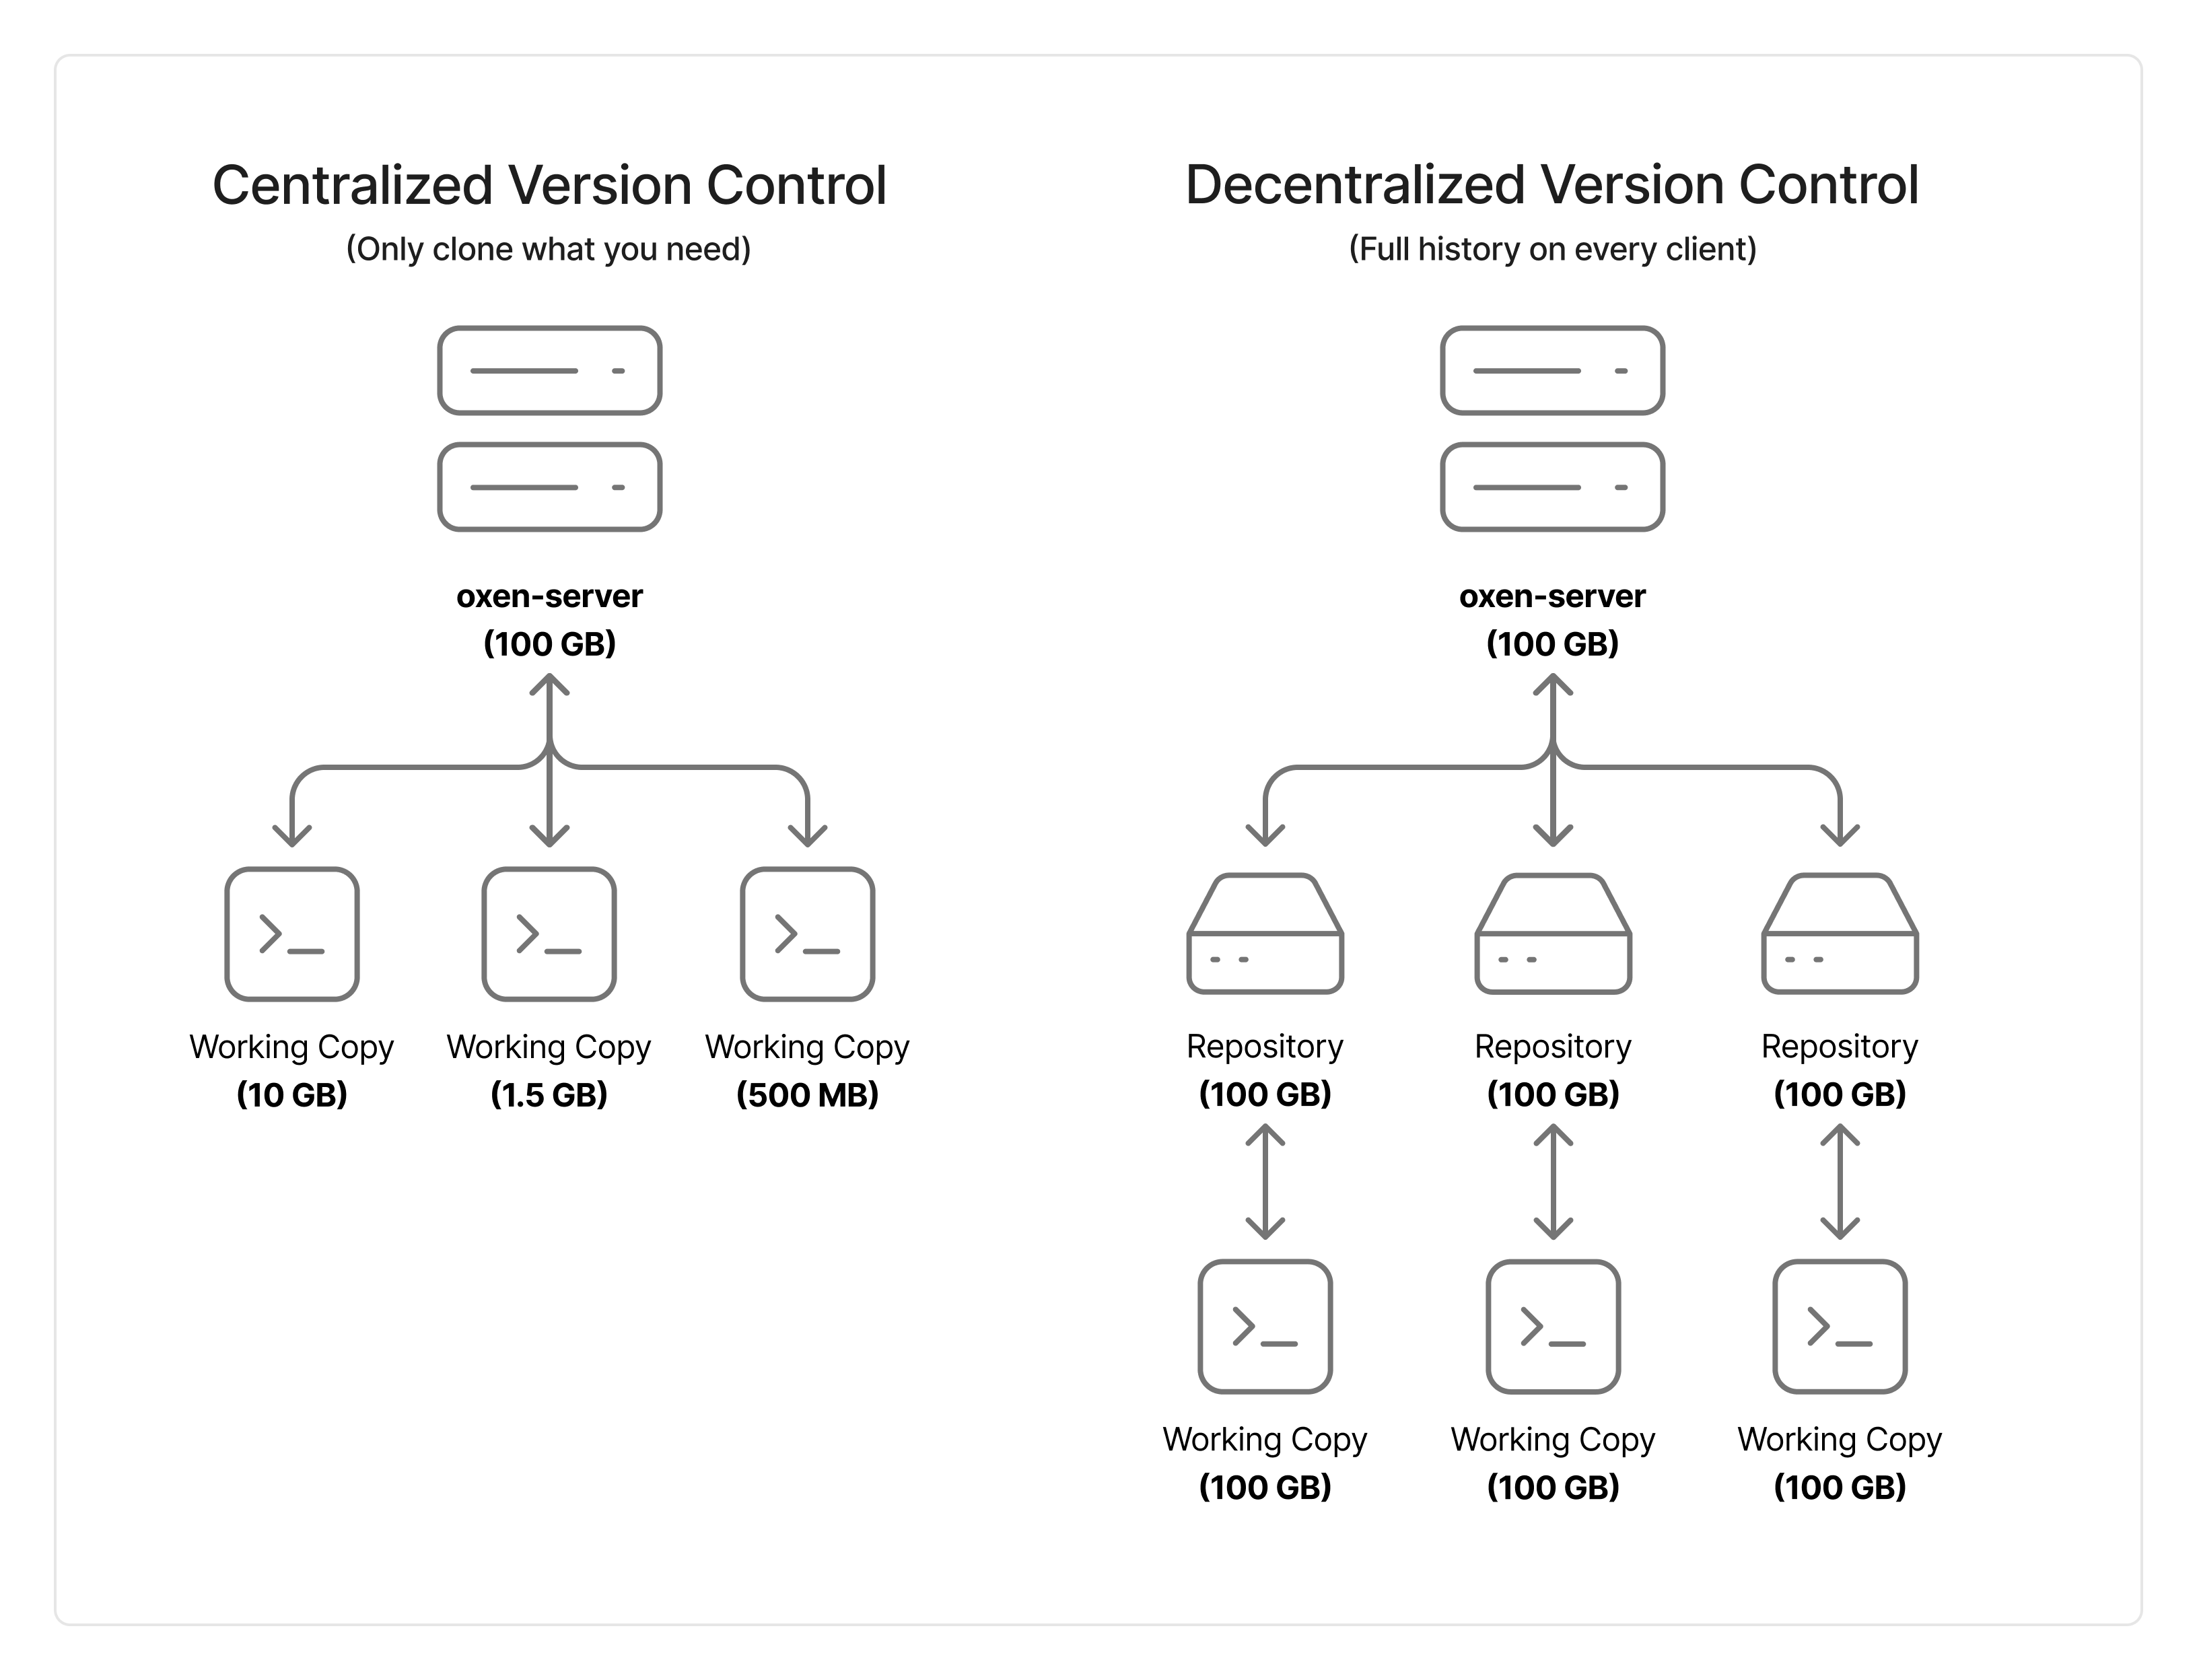 Centralized Version Control
(Only clone what you need)
oxen-server
(100 GB)
Working Copy
(10 GB)
Working Copy
(1.5 GB)
Working Copy
(500 MB)
Decentralized Version Control
(Full history on every client)
oxen-server
(100 GB)
Repository
(100 GB)
Repository
(100 GB)
Repository
(100 GB)
Working Copy
(100 GB)
Working Copy
(100 GB)
Working Copy
(100 GB)